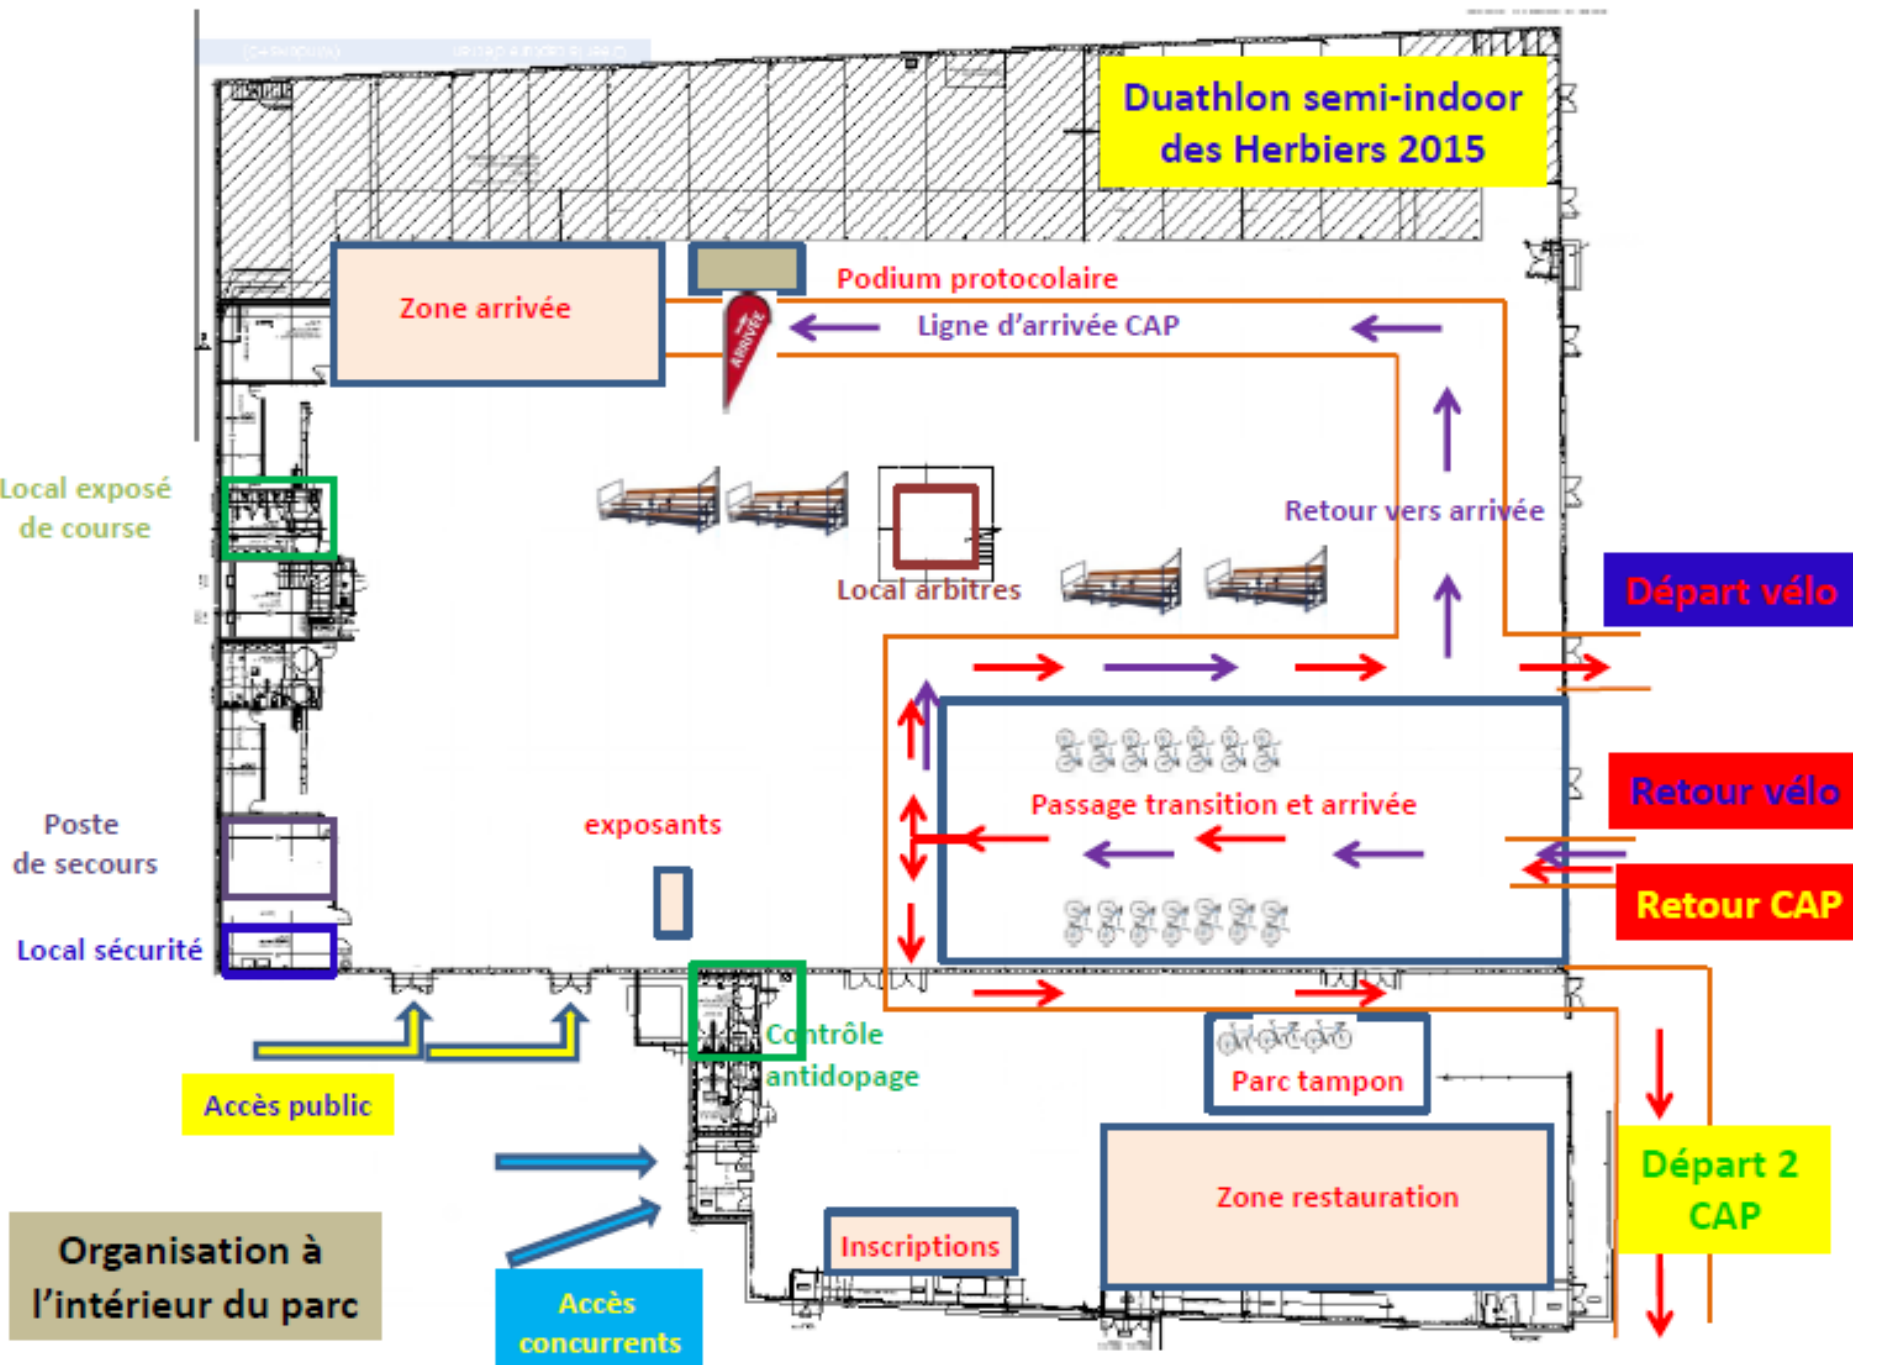 Duathlon semi-indoor
des Herbiers 2015
Podium protocolaire
Zone arrivée
Ligne d'arrivée CAP
ARRIVÉE
Local exposé
de course
Retour vers arrivée
Local arbitres
Départ vélo
Retour vélo
Passage transition et arrivée
exposants
Poste
de secours
Retour CAP
Local sécurité
Contrôle
antidopage
Parc tampon
Accès public
Départ 2
CAP
Zone restauration
Inscriptions
Organisation à
l'intérieur du parc
Accès
concurrents